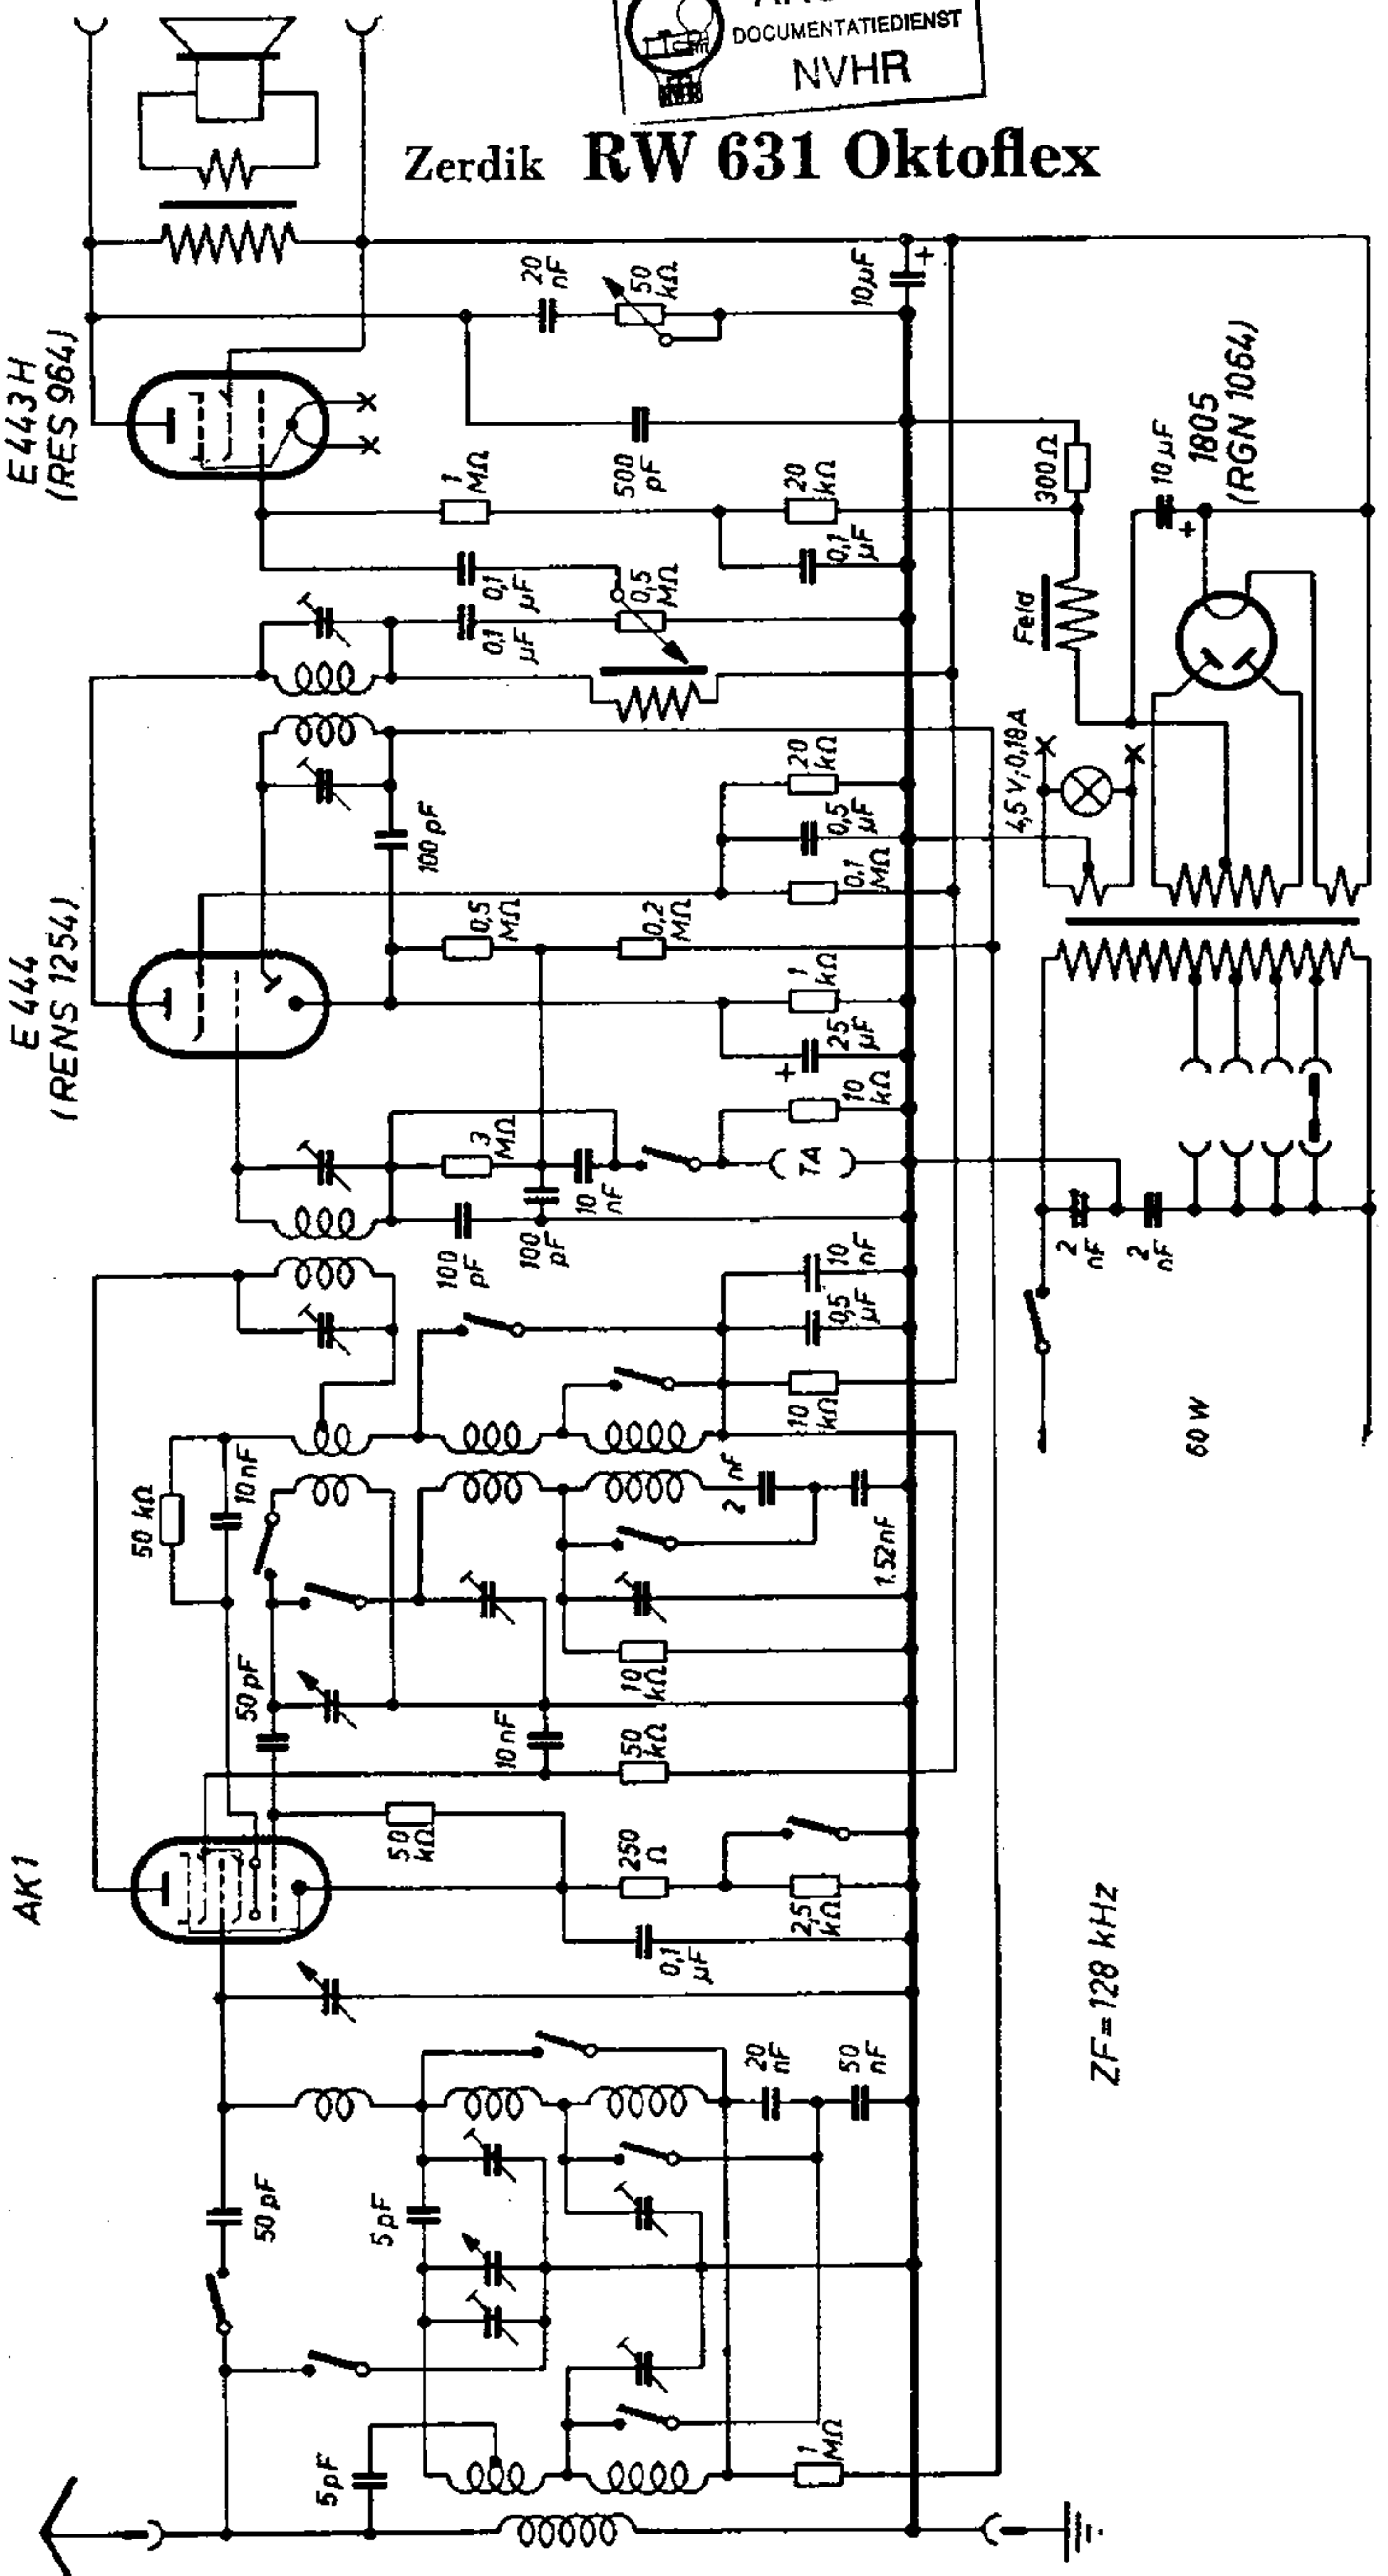 DOCUMENTATIEDIENST
NVHR
Zerdik RW 631 Oktoflex
E 443 H
(RES 964)
20 nF
50 kΩ
10 µF
+
1 MΩ
500 pF
20 kΩ
300 Ω
10 µF
+
1805
(RGN 1064)
0,1 µF
0,1 µF
0,5 MΩ
0,1 µF
Feld
E 444
(RENS 1254)
100 pF
20 kΩ
0,5 µF
0,1 MΩ
4,5 V; 0,18 A
0,5 MΩ
0,2 MΩ
1 kΩ
25 µF
+
10 kΩ
3 MΩ
10 nF
TA
100 pF
100 pF
10 nF
0,5 µF
10 kΩ
2 nF
2 nF
60 W
50 kΩ
10 nF
2 nF
1,52 nF
10 kΩ
50 pF
10 nF
50 kΩ
AK1
50 kΩ
250 Ω
2,5 kΩ
0,1 µF
ZF = 128 kHz
20 nF
50 nF
50 pF
5 pF
5 pF
1 MΩ